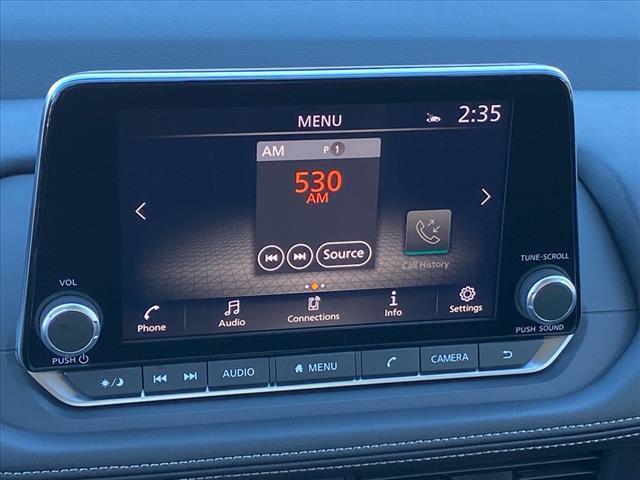 MENU 2:35
AM P 1
530
AM
Source
Call History
Phone Audio Connections Info Settings
VOL
PUSH
TUNE·SCROLL
PUSH SOUND
AUDIO MENU CAMERA